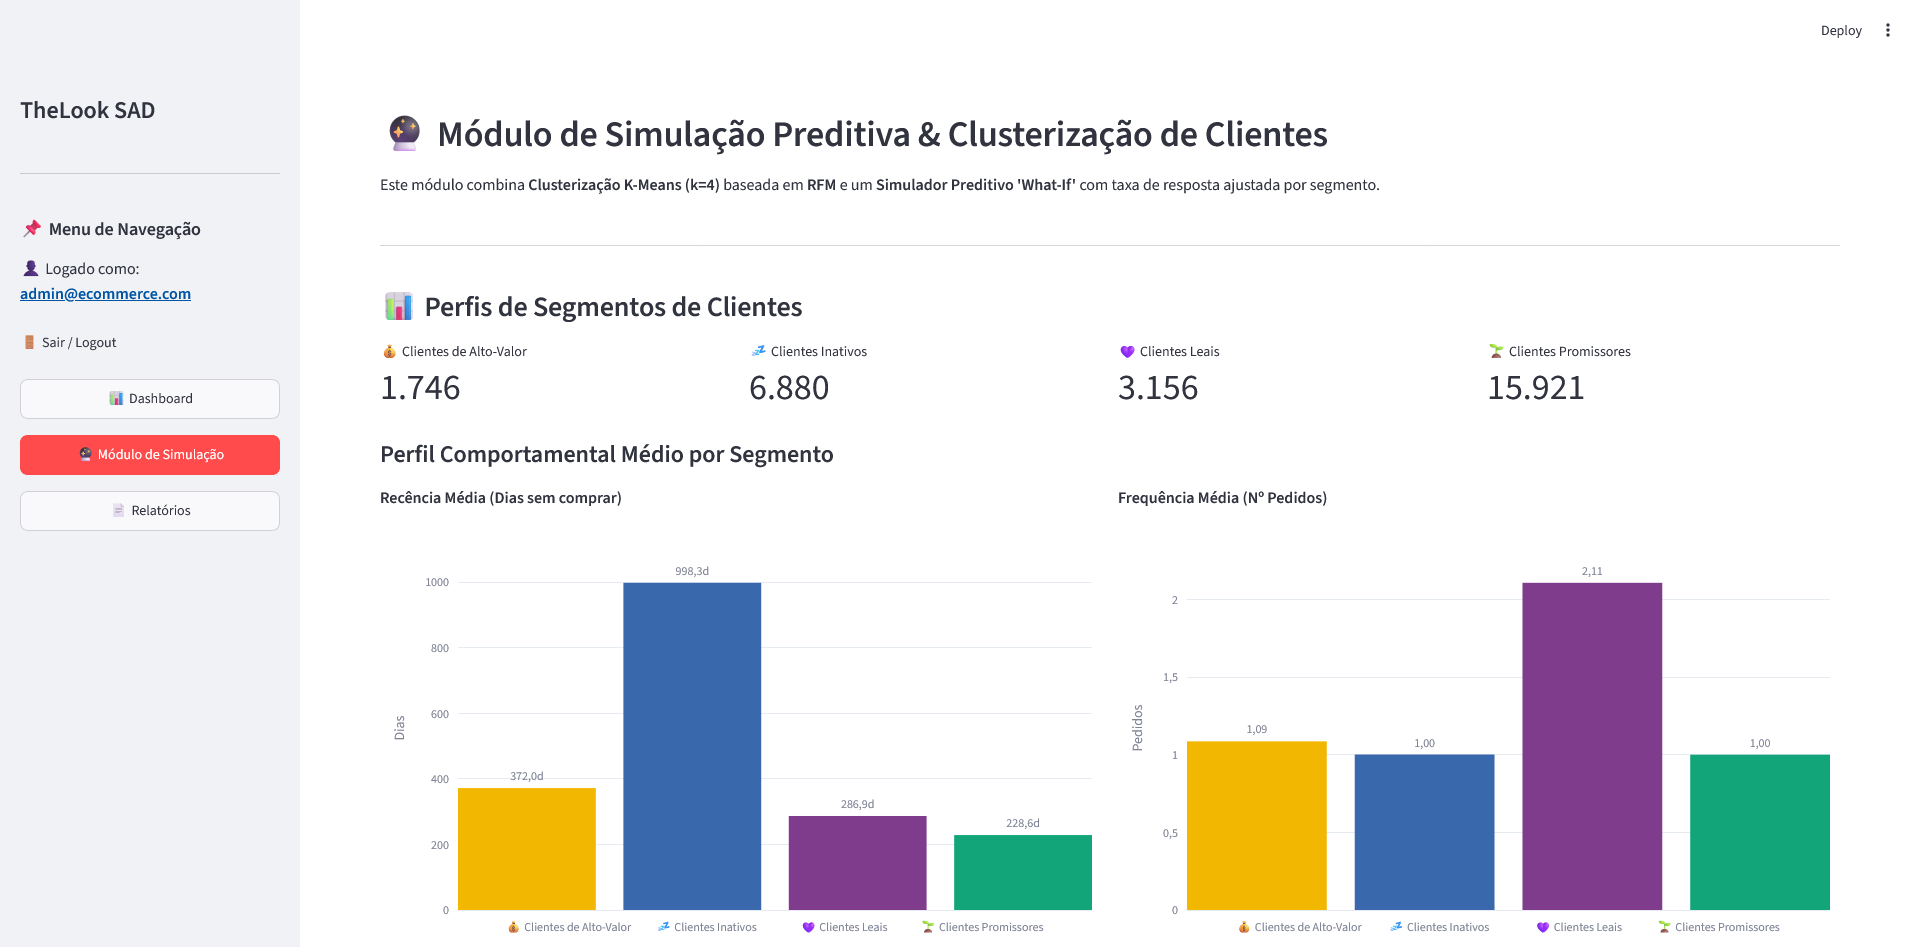 Deploy
TheLook SAD
Menu de Navegação
Logado como:
admin@ecommerce.com
Sair / Logout
Dashboard
Módulo de Simulação
Relatórios
Módulo de Simulação Preditiva & Clusterização de Clientes
Este módulo combina Clusterização K-Means (k=4) baseada em RFM e um Simulador Preditivo 'What-If' com taxa de resposta ajustada por segmento.
Perfis de Segmentos de Clientes
Clientes de Alto-Valor
1.746
Clientes Inativos
6.880
Clientes Leais
3.156
Clientes Promissores
15.921
Perfil Comportamental Médio por Segmento
Recência Média (Dias sem comprar)
Dias
1000
800
600
400
200
0
372,0d
998,3d
286,9d
228,6d
Clientes de Alto-Valor
Clientes Inativos
Clientes Leais
Clientes Promissores
Frequência Média (Nº Pedidos)
Pedidos
2
1,5
1
0,5
0
1,09
1,00
2,11
1,00
Clientes de Alto-Valor
Clientes Inativos
Clientes Leais
Clientes Promissores